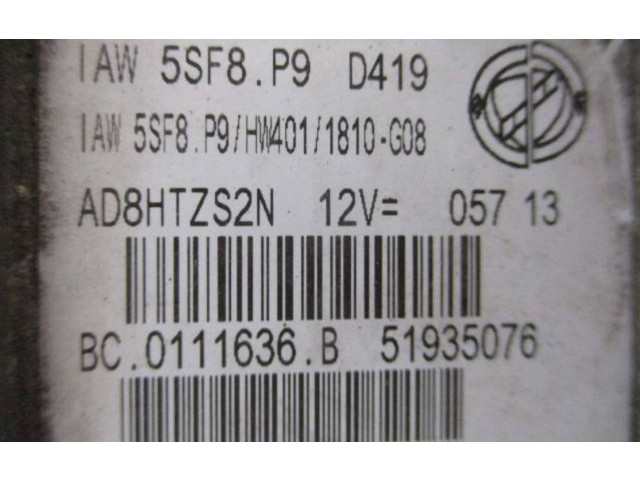 IAW 5SF8.P9 D419
IAW 5SF8.P9/HW401/1810-G08
AD8HTZS2N 12V= 057 13
BC.0111636.B 51935076